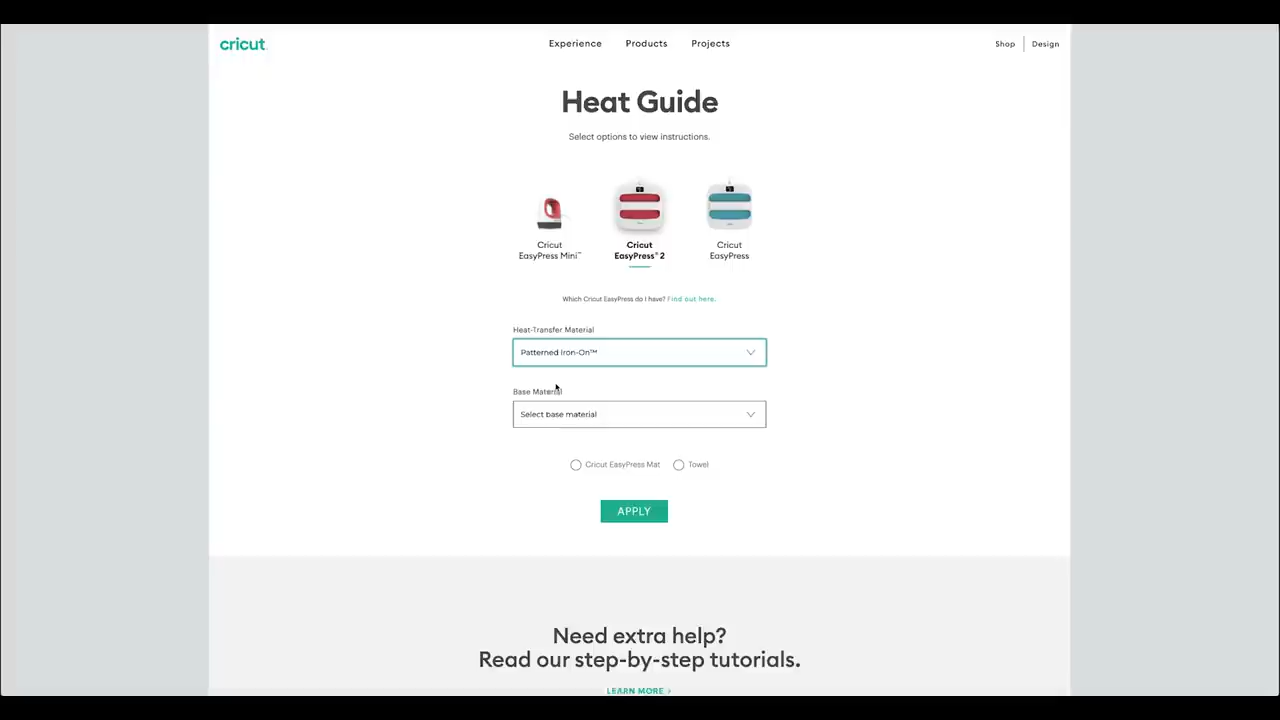 cricut
Experience Products Projects
Shop Design
Heat Guide
Select options to view instructions.
Cricut
EasyPress Mini™
Cricut
EasyPress® 2
Cricut
EasyPress
Which Cricut EasyPress do I have? Find out here.
Heat-Transfer Material
Patterned Iron-On™
Base Material
Select base material
Cricut EasyPress Mat Towel
APPLY
Need extra help?
Read our step-by-step tutorials.
LEARN MORE >